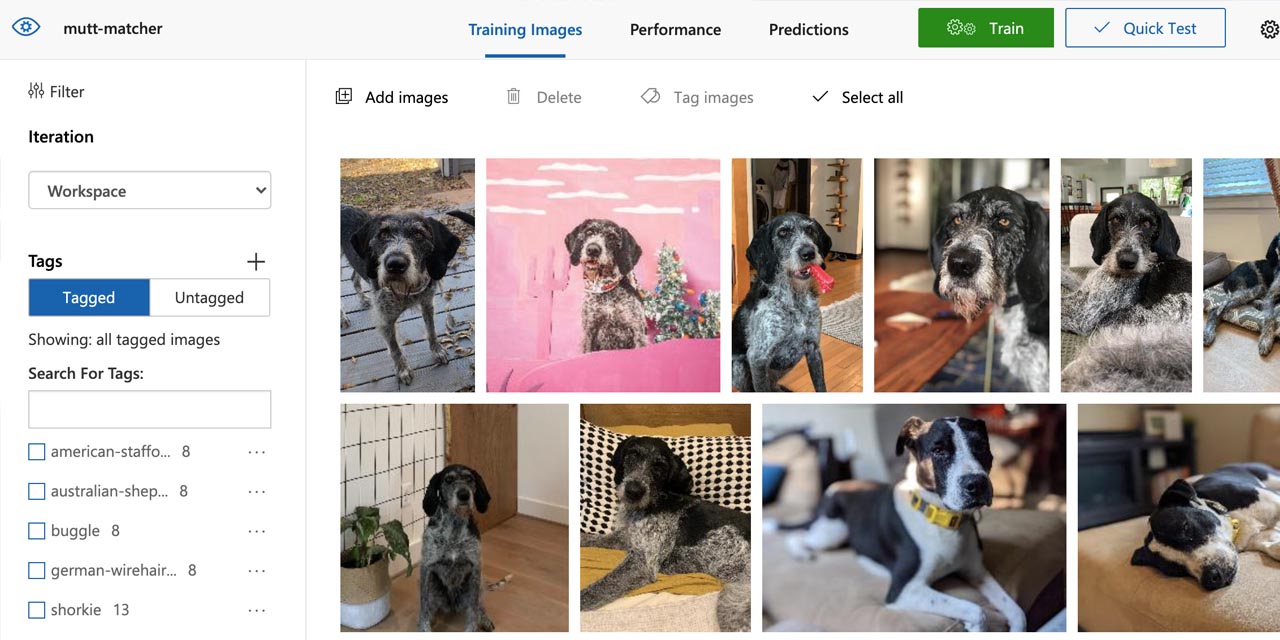 mutt-matcher
Training Images
Performance
Predictions
Train
Quick Test
Filter
Add images
Delete
Tag images
Select all
Iteration
Workspace
Tags
Tagged
Untagged
Showing: all tagged images
Search For Tags:
american-staffo... 8
australian-shep... 8
buggle 8
german-wirehair... 8
shorkie 13